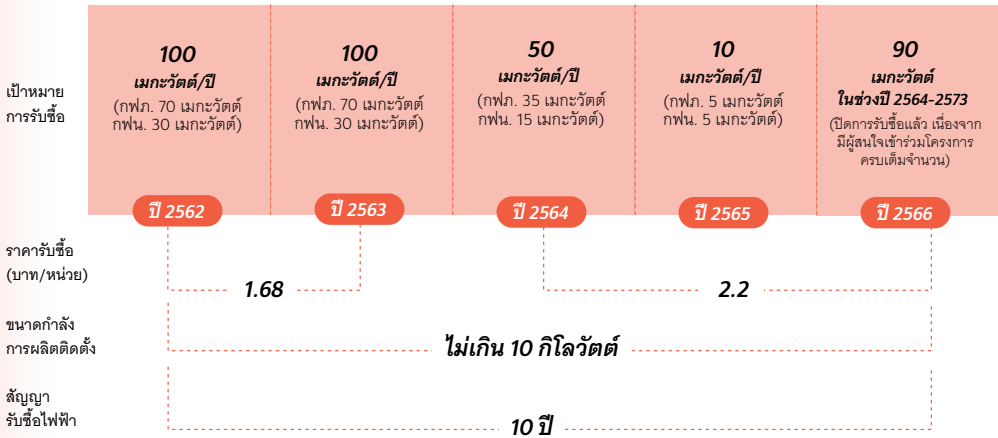 เป้าหมาย
การรับซื้อ
100
เมกะวัตต์/ปี
(กฟภ. 70 เมกะวัตต์
กฟน. 30 เมกะวัตต์)
100
เมกะวัตต์/ปี
(กฟภ. 70 เมกะวัตต์
กฟน. 30 เมกะวัตต์)
50
เมกะวัตต์/ปี
(กฟภ. 35 เมกะวัตต์
กฟน. 15 เมกะวัตต์)
10
เมกะวัตต์/ปี
(กฟภ. 5 เมกะวัตต์
กฟน. 5 เมกะวัตต์)
90
เมกะวัตต์
ในช่วงปี 2564-2573
(ปิดการรับซื้อแล้ว เนื่องจาก
มีผู้สนใจเข้าร่วมโครงการ
ครบเต็มจำนวน)
ปี 2562
ปี 2563
ปี 2564
ปี 2565
ปี 2566
ราคารับซื้อ
(บาท/หน่วย)
1.68
2.2
ขนาดกำลัง
การผลิตติดตั้ง
ไม่เกิน 10 กิโลวัตต์
สัญญา
รับซื้อไฟฟ้า
10 ปี